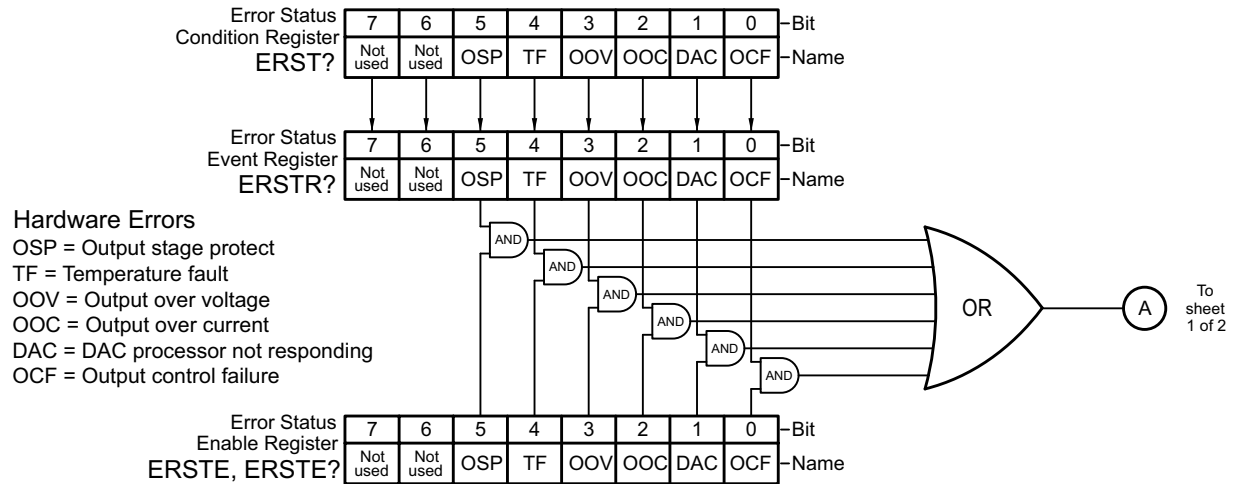 Error Status
Condition Register
ERST?
7 6 5 4 3 2 1 0 Bit
Not used Not used OSP TF OOV OOC DAC OCF Name
Error Status
Event Register
ERSTR?
7 6 5 4 3 2 1 0 Bit
Not used Not used OSP TF OOV OOC DAC OCF Name
Hardware Errors
OSP = Output stage protect
TF = Temperature fault
OOV = Output over voltage
OOC = Output over current
DAC = DAC processor not responding
OCF = Output control failure
AND
AND
AND
AND
AND
AND
OR
A
To
sheet
1 of 2
Error Status
Enable Register
ERSTE, ERSTE?
7 6 5 4 3 2 1 0 Bit
Not used Not used OSP TF OOV OOC DAC OCF Name